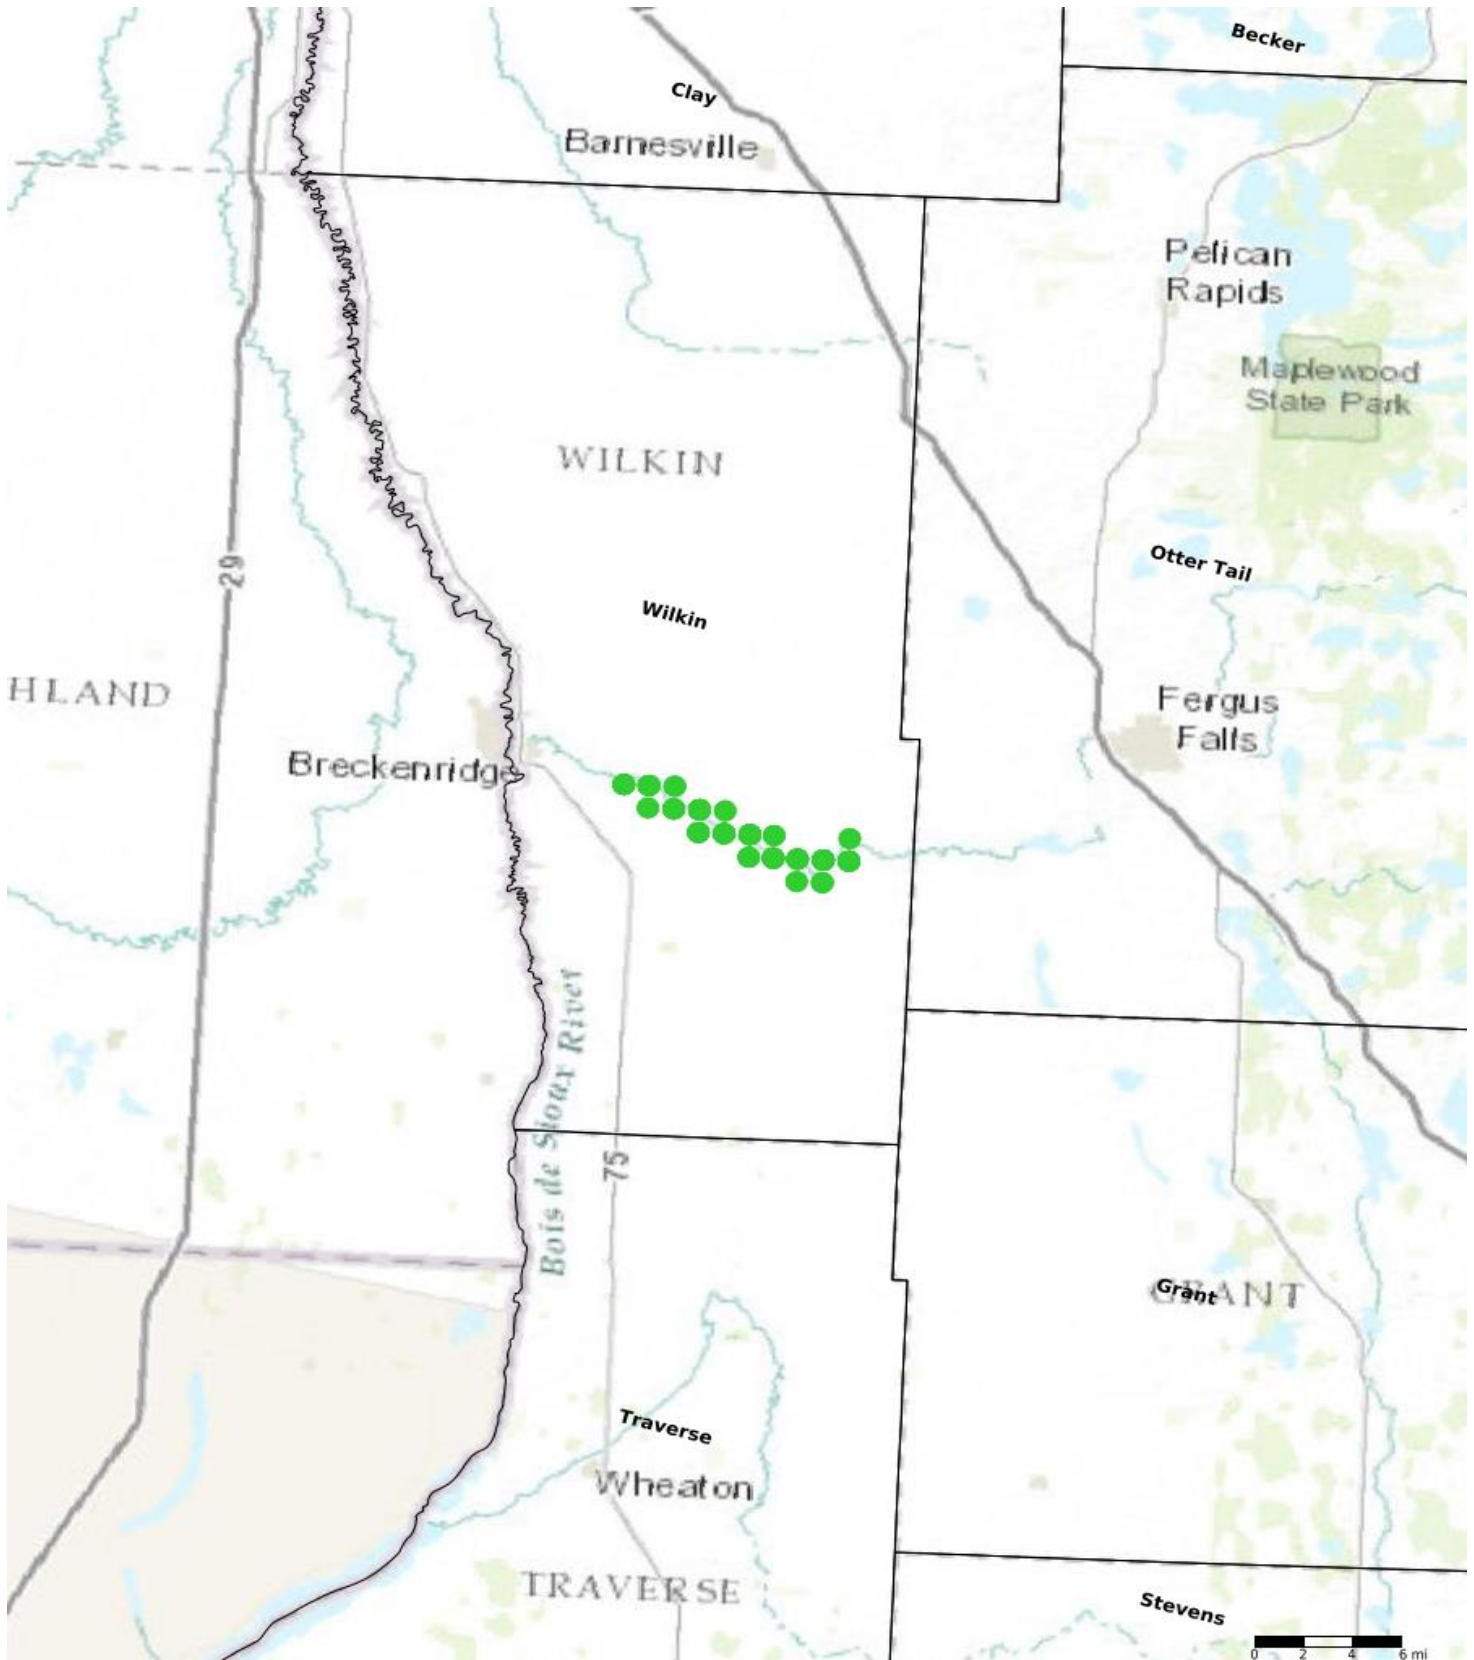 Becker
Clay
Barnesville
Pelican
Rapids
Maplewood
State Park
WILKIN
Otter Tail
29
Wilkin
HLAND
Fergus
Falls
Breckenridge
Bois de Sioux River
75
Grant
GRANT
Traverse
Wheaton
TRAVERSE
Stevens
0 2 4 6 mi